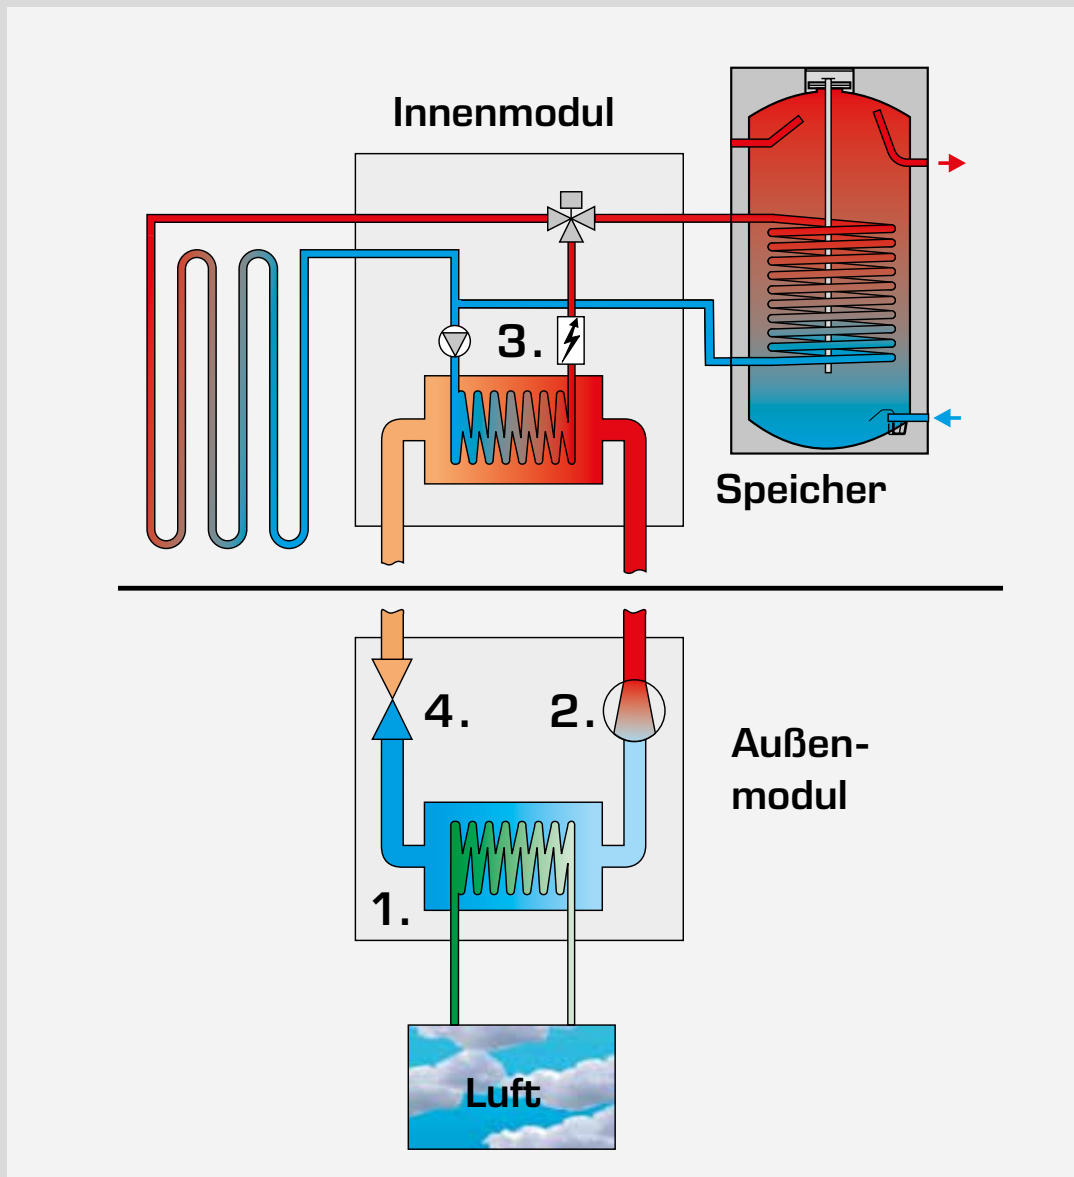 Innenmodul
3.
Speicher
4.
2.
Außen-
modul
1.
Luft